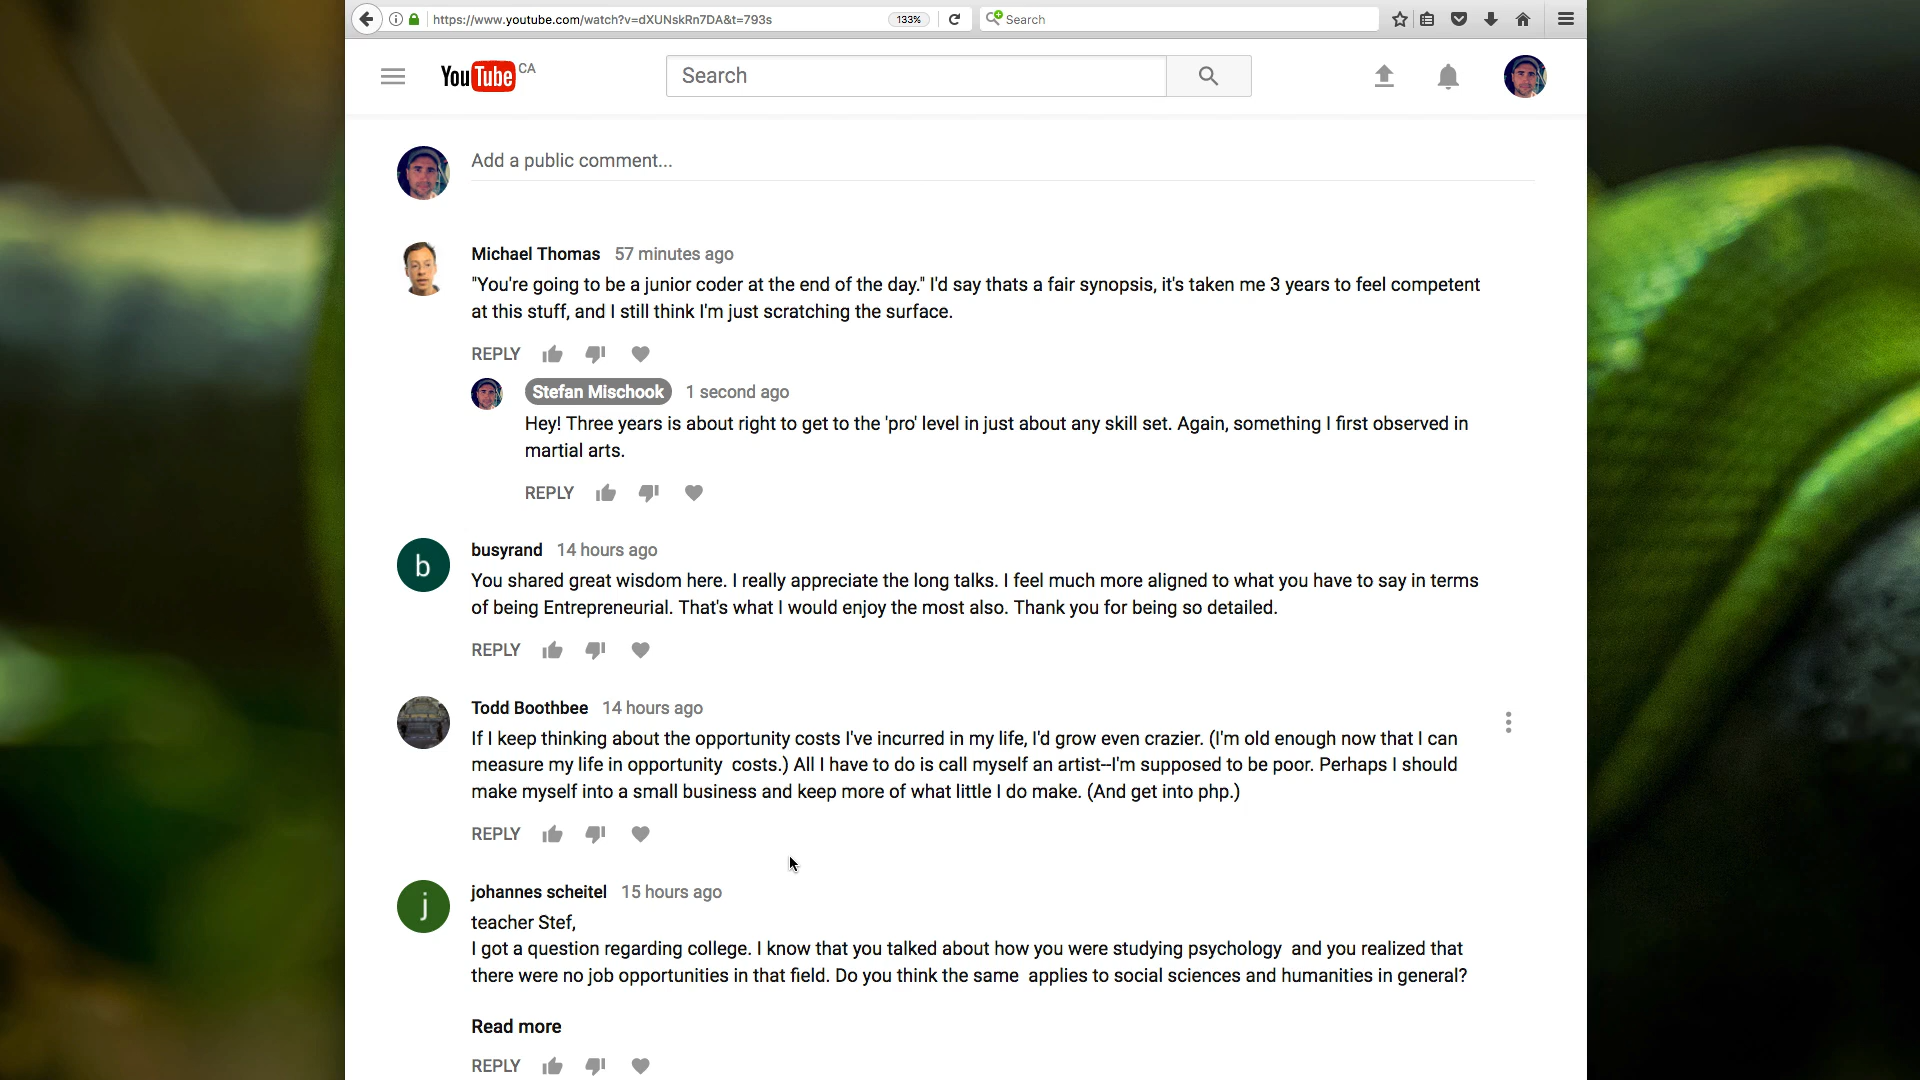 https://www.youtube.com/watch?v=dXUNskRn7DA&t=793s
133%
Search
YouTube CA
Search
Add a public comment...
Michael Thomas 57 minutes ago
"You're going to be a junior coder at the end of the day." I'd say thats a fair synopsis, it's taken me 3 years to feel competent
at this stuff, and I still think I'm just scratching the surface.
REPLY
Stefan Mischook 1 second ago
Hey! Three years is about right to get to the 'pro' level in just about any skill set. Again, something I first observed in
martial arts.
REPLY
b
busyrand 14 hours ago
You shared great wisdom here. I really appreciate the long talks. I feel much more aligned to what you have to say in terms
of being Entrepreneurial. That's what I would enjoy the most also. Thank you for being so detailed.
REPLY
Todd Boothbee 14 hours ago
If I keep thinking about the opportunity costs I've incurred in my life, I'd grow even crazier. (I'm old enough now that I can
measure my life in opportunity costs.) All I have to do is call myself an artist--I'm supposed to be poor. Perhaps I should
make myself into a small business and keep more of what little I do make. (And get into php.)
REPLY
j
johannes scheitel 15 hours ago
teacher Stef,
I got a question regarding college. I know that you talked about how you were studying psychology and you realized that
there were no job opportunities in that field. Do you think the same applies to social sciences and humanities in general?
Read more
REPLY